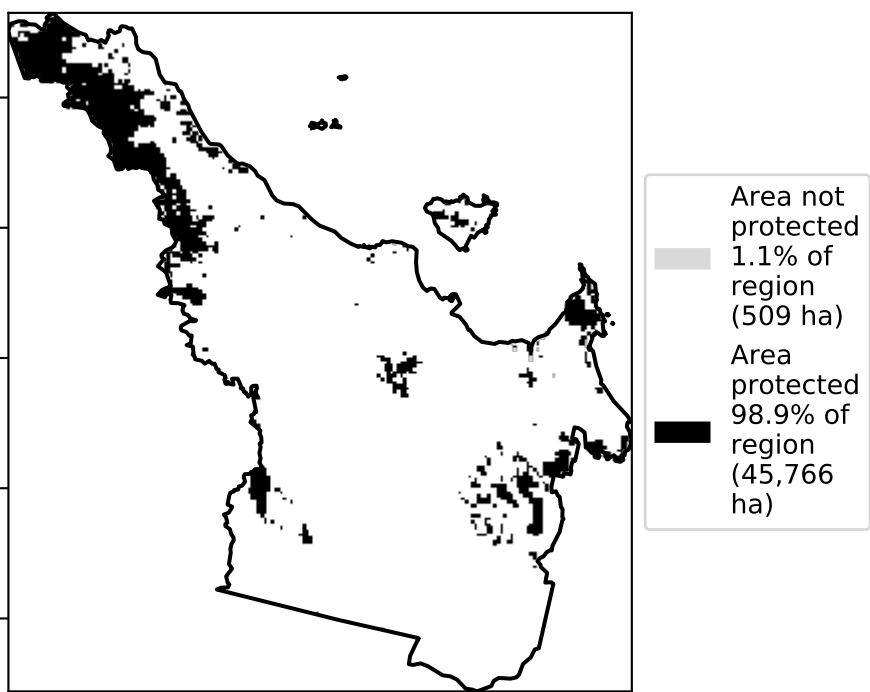 Area not
protected
1.1% of
region
(509 ha)
Area
protected
98.9% of
region
(45,766
ha)